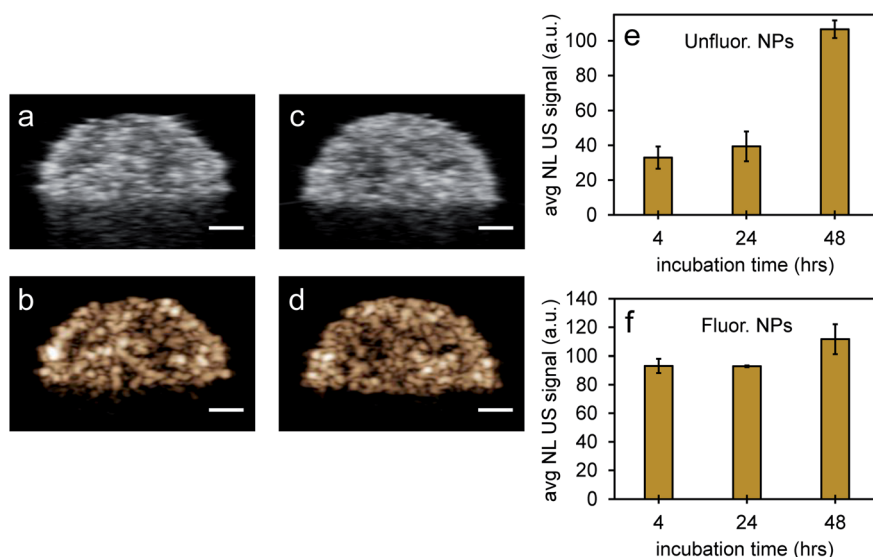 a
c
b
d
e
Unfluor. NPs
avg NL US signal (a.u.)
100
80
60
40
20
0
4 24 48
incubation time (hrs)
f
Fluor. NPs
avg NL US signal (a.u.)
140
120
100
80
60
40
20
0
4 24 48
incubation time (hrs)